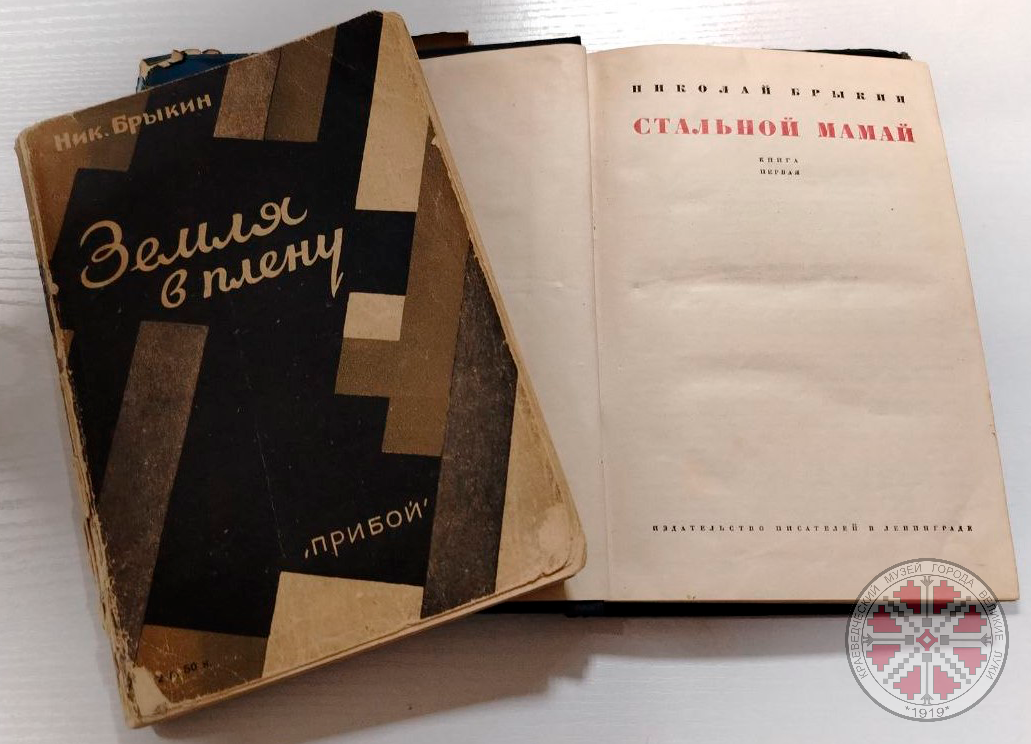 Ник. Брыкин
Земля
в плену
„ПРИБОЙ"
50 к.
НИКОЛАЙ БРЫКИН
СТАЛЬНОЙ МАМАЙ
КНИГА
ПЕРВАЯ
ИЗДАТЕЛЬСТВО ПИСАТЕЛЕЙ В ЛЕНИНГРАДЕ
КРАЕВЕДЧЕСКИЙ МУЗЕЙ ГОРОДА ВЕЛИКИЕ ЛУКИ
*1919*